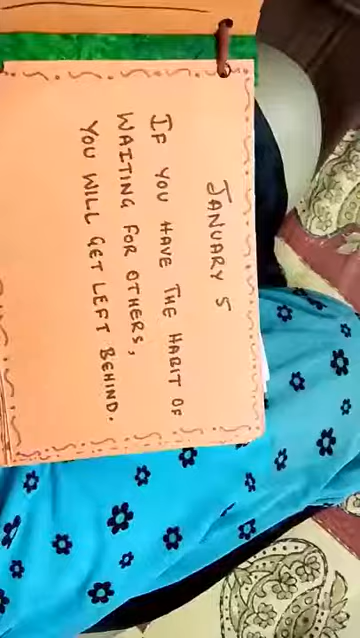 JANUARY 5
IF YOU HAVE THE HABIT OF
WAITING FOR OTHERS,
YOU WILL GET LEFT BEHIND.